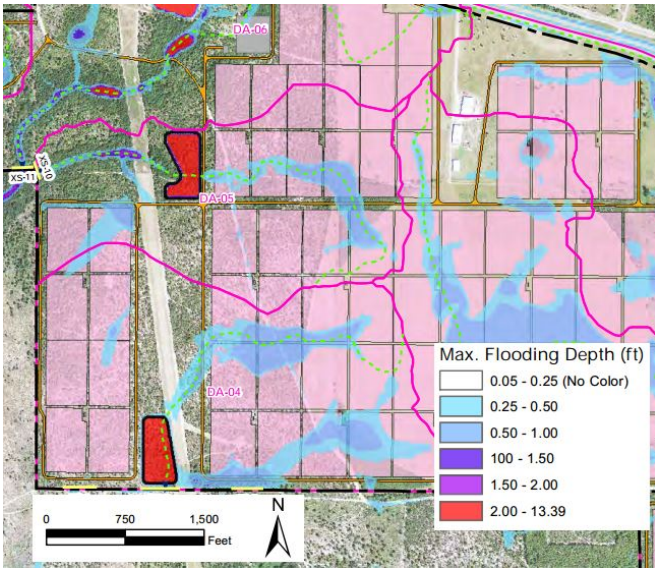 DA-06
XS-10
XS-11
DA-05
DA-04
Max. Flooding Depth (ft)
0.05 - 0.25 (No Color)
0.25 - 0.50
0.50 - 1.00
100 - 1.50
1.50 - 2.00
2.00 - 13.39
N
0 750 1,500
Feet